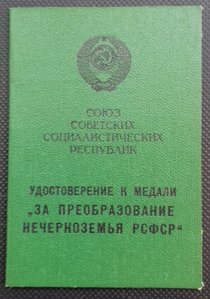 СОЮЗ
СОВЕТСКИХ
СОЦИАЛИСТИЧЕСКИХ
РЕСПУБЛИК
УДОСТОВЕРЕНИЕ К МЕДАЛИ
„ЗА ПРЕОБРАЗОВАНИЕ
НЕЧЕРНОЗЕМЬЯ РСФСР“